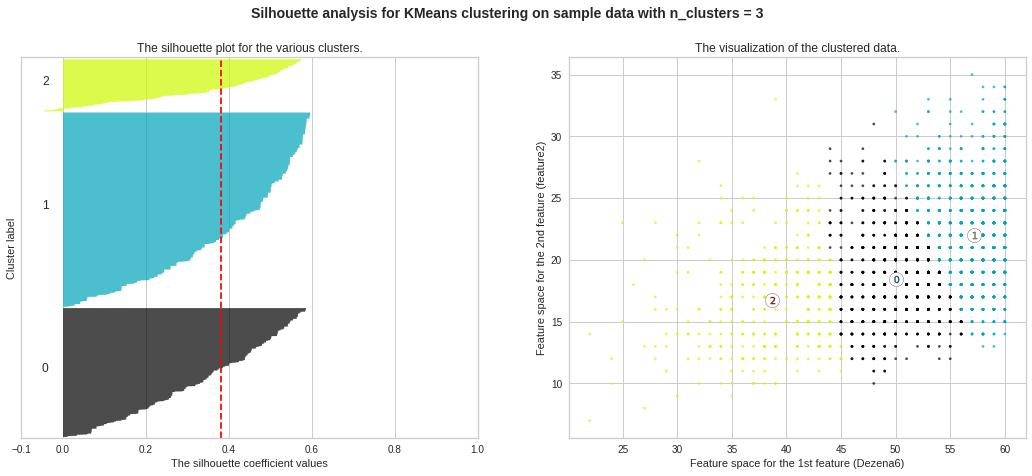 Silhouette analysis for KMeans clustering on sample data with n_clusters = 3
The silhouette plot for the various clusters.
Cluster label
2
1
0
-0.1 0.0 0.2 0.4 0.6 0.8 1.0
The silhouette coefficient values
The visualization of the clustered data.
Feature space for the 2nd feature (feature2)
35
30
25
20
15
10
1
0
2
25 30 35 40 45 50 55 60
Feature space for the 1st feature (Dezena6)